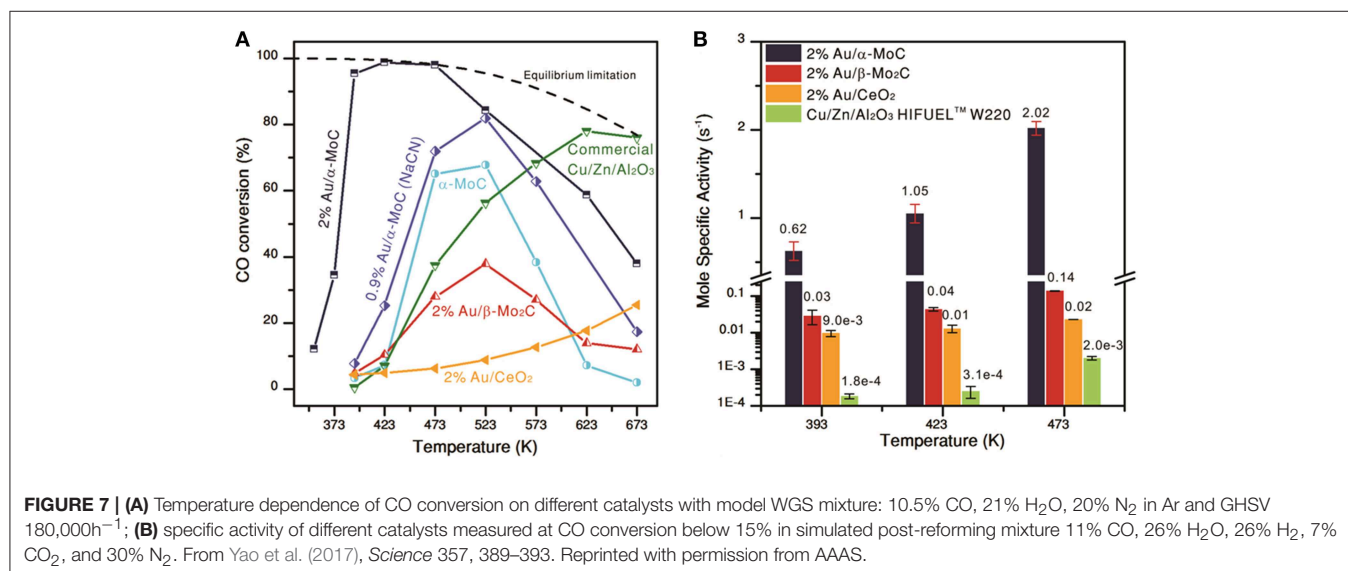 A
100
80
60
40
20
0
CO conversion (%)
373 423 473 523 573 623 673
Temperature (K)
Equilibrium limitation
2% Au/α-MoC
0.9% Au/α-MoC (NaCN)
α-MoC
Commercial
Cu/Zn/Al₂O₃
2% Au/β-Mo₂C
2% Au/CeO₂
B
3
2
1
0.1
0.01
1E-3
1E-4
Mole Specific Activity (s⁻¹)
2% Au/α-MoC
2% Au/β-Mo₂C
2% Au/CeO₂
Cu/Zn/Al₂O₃ HIFUEL™ W220
0.62
0.03
9.0e-3
1.8e-4
1.05
0.04
0.01
3.1e-4
2.02
0.14
0.02
2.0e-3
393 423 473
Temperature (K)
FIGURE 7 | (A) Temperature dependence of CO conversion on different catalysts with model WGS mixture: 10.5% CO, 21% H₂O, 20% N₂ in Ar and GHSV
180,000h⁻¹; (B) specific activity of different catalysts measured at CO conversion below 15% in simulated post-reforming mixture 11% CO, 26% H₂O, 26% H₂, 7%
CO₂, and 30% N₂. From Yao et al. (2017), Science 357, 389–393. Reprinted with permission from AAAS.